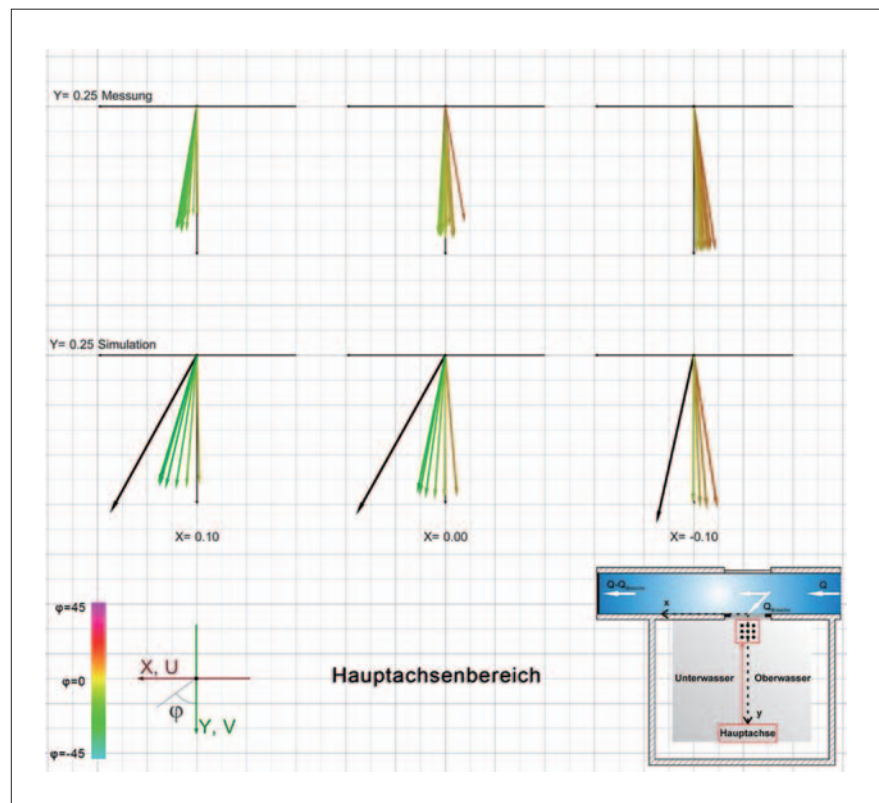 Y= 0.25 Messung
Y= 0.25 Simulation
X= 0.10
X= 0.00
X= -0.10
φ=45
φ=0
φ=-45
X, U
φ
Y, V
Hauptachsenbereich
Q-Q
Q
Q
x
Unterwasser
Oberwasser
y
Hauptachse